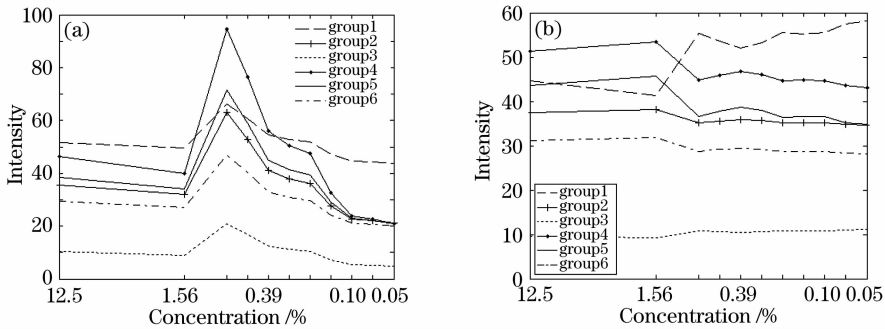 (a)
100
80
60
40
20
0
Intensity
group1
group2
group3
group4
group5
group6
12.5
1.56
0.39
0.10
0.05
Concentration /%
(b)
60
50
40
30
20
10
0
Intensity
group1
group2
group3
group4
group5
group6
12.5
1.56
0.39
0.10
0.05
Concentration /%